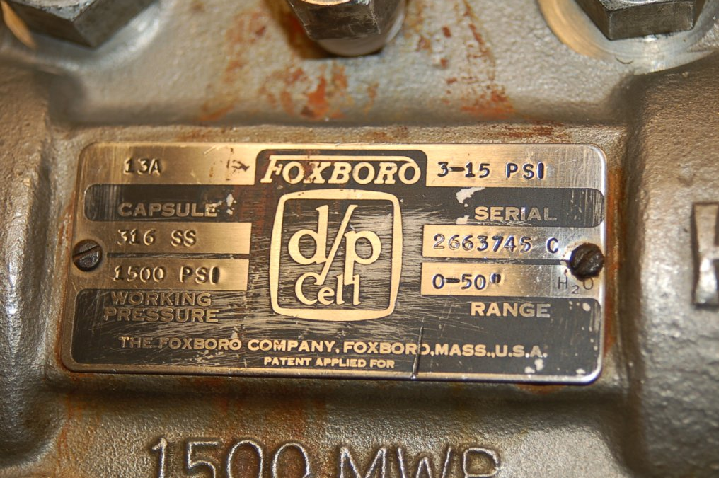 13A FOXBORO 3-15 PSI
CAPSULE SERIAL
316 SS d/p 2663745 C
1500 PSI Cell 0-50" H₂O
WORKING RANGE
PRESSURE
THE FOXBORO COMPANY, FOXBORO, MASS., U.S.A.
PATENT APPLIED FOR
1500 MWP